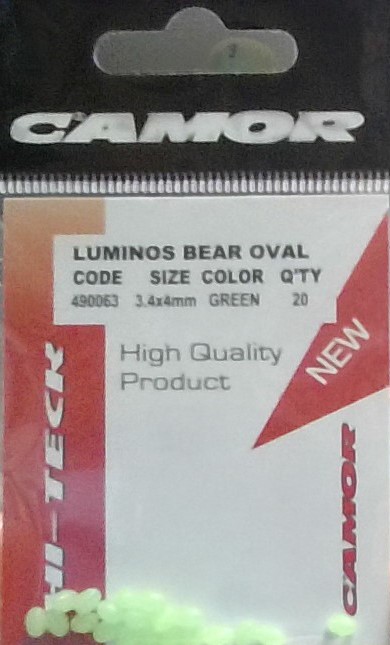 CAMOR
LUMINOS BEAR OVAL
CODE SIZE COLOR Q'TY
490063 3.4x4mm GREEN 20
High Quality
Product
NEW
HI-TECK
CAMOR